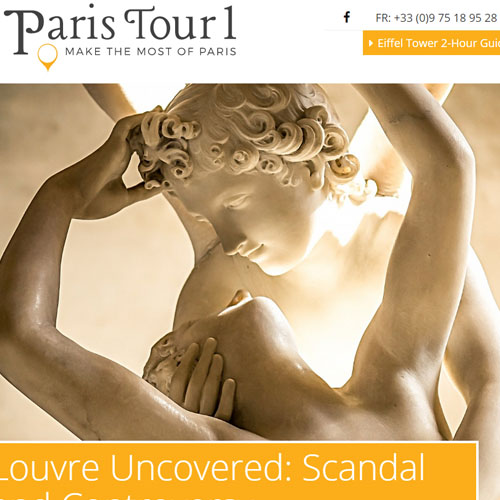 Paris Tour 1
MAKE THE MOST OF PARIS
FR: +33 (0)9 75 18 95 28
Eiffel Tower 2-Hour Gui
Louvre Uncovered: Scandal